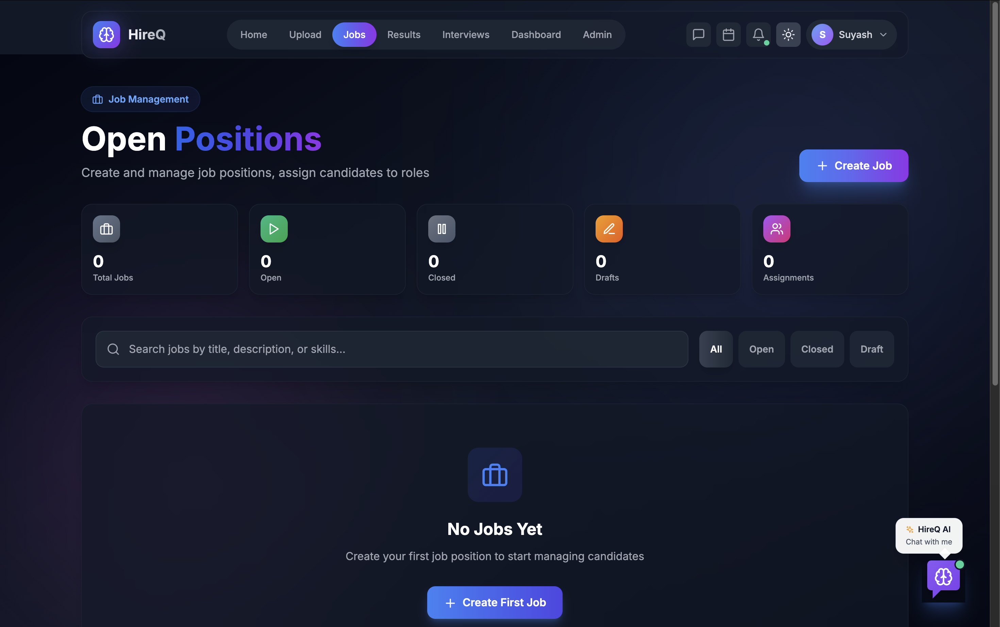 HireQ
Home Upload Jobs Results Interviews Dashboard Admin
S Suyash
Job Management
Open Positions
Create and manage job positions, assign candidates to roles
Create Job
0 0 0 0 0
Total Jobs Open Closed Drafts Assignments
Search jobs by title, description, or skills...
All Open Closed Draft
No Jobs Yet
Create your first job position to start managing candidates
Create First Job
HireQ AI
Chat with me